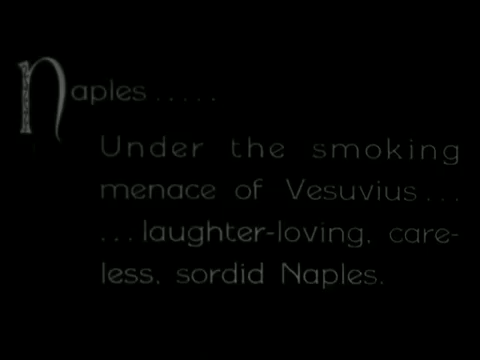 Naples.....
Under the smoking
menace of Vesuvius...
...laughter-loving, care-
less, sordid Naples.